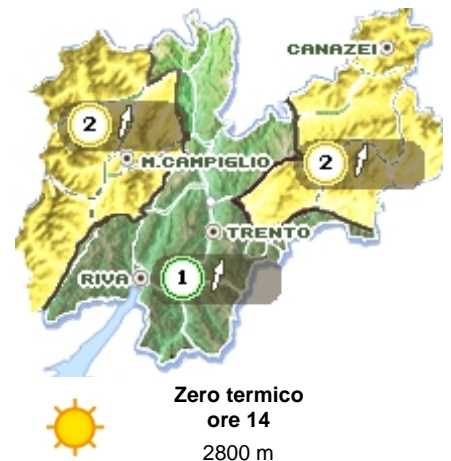 CANAZEI
2
M.CAMPIGLIO
2
TRENTO
RIVA
1
Zero termico
ore 14
2800 m